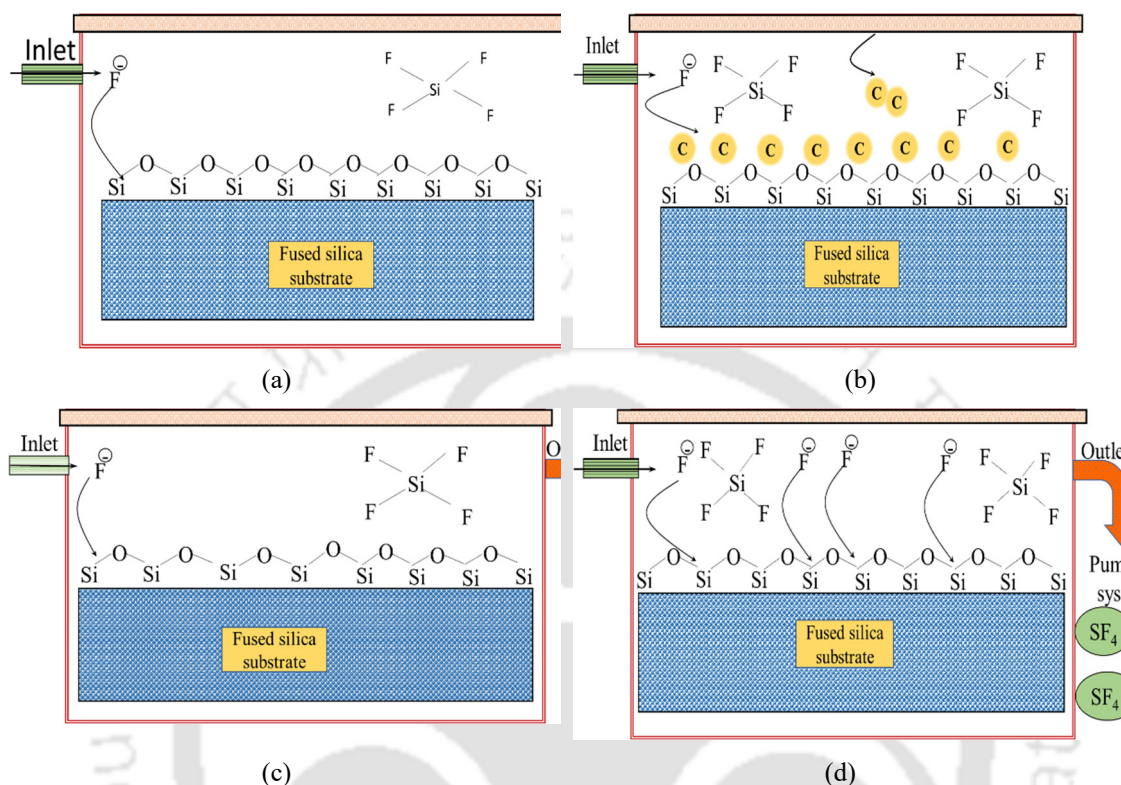 Inlet
F
F
F
Si
F
F
O O O O O O O O
Si Si Si Si Si Si Si Si Si
Fused silica
substrate
(a)
Inlet
F
F F
Si
F F
C C
F F
Si
F F
C C C C C C C C
O O O O O O O O
Si Si Si Si Si Si Si Si Si
Fused silica
substrate
(b)
Inlet
F
F F
Si
F F
O O O O O O O
Si Si Si Si Si Si Si
Fused silica
substrate
(c)
Inlet
F
F F
Si
F F
F
F
F
F F
Si
F F
Outle
O O O O O O O O
Si Si Si Si Si Si Si Si
Pum
sys
SF4
SF4
Fused silica
substrate
(d)